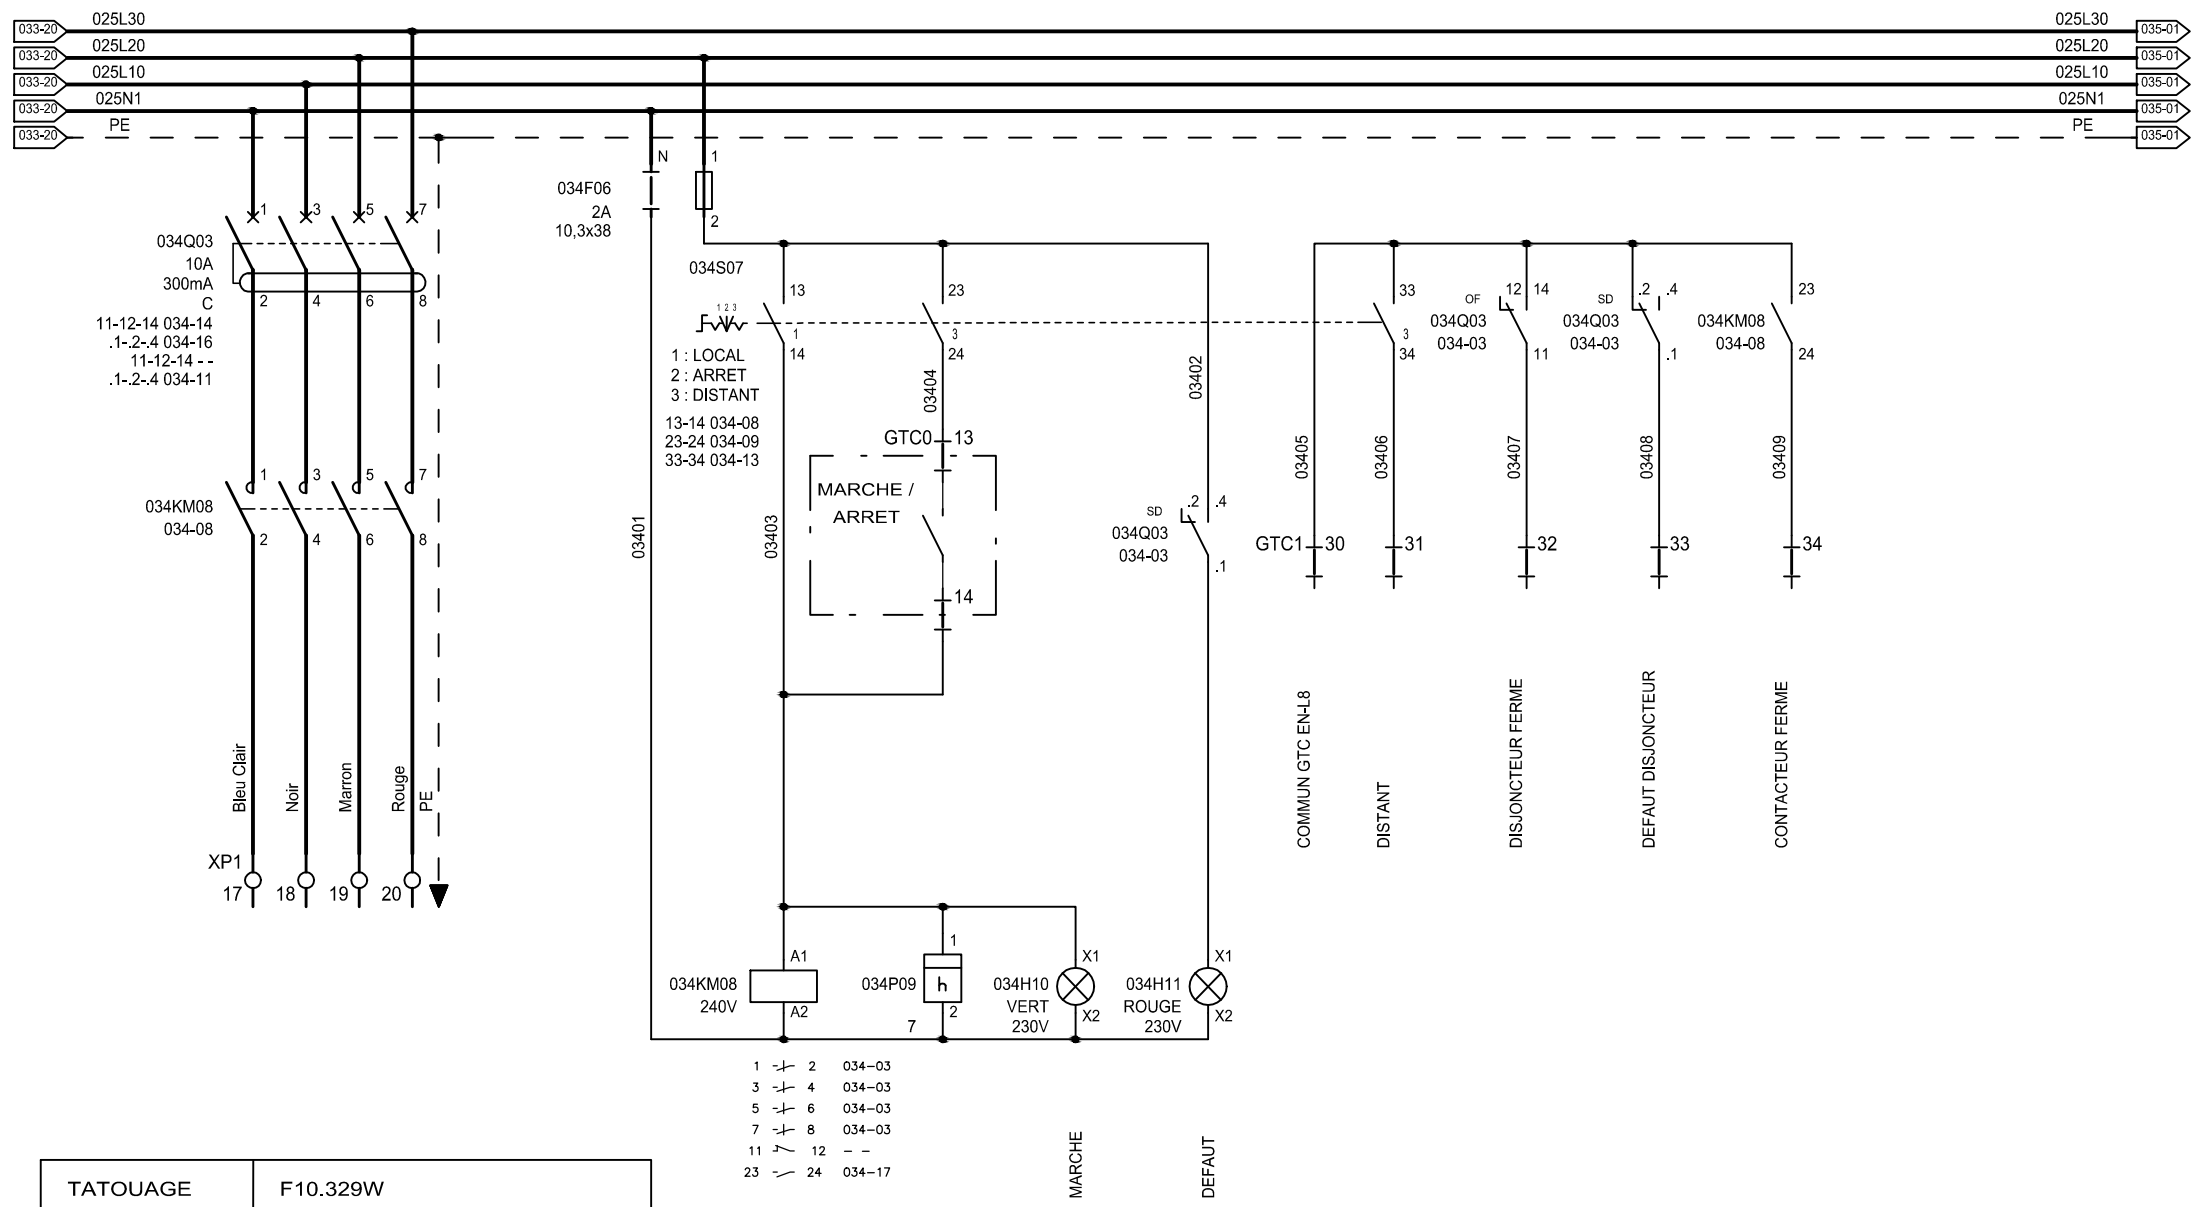 033-20 025L30 025L30 035-01
033-20 025L20 025L20 035-01
033-20 025L10 025L10 035-01
033-20 025N1 025N1 035-01
033-20 PE PE 035-01
1 3 5 7
034Q03
10A
300mA
C
2 4 6 8
11-12-14 034-14
.1-.2-.4 034-16
11-12-14 - -
.1-.2-.4 034-11
1 3 5 7
034KM08
034-08
2 4 6 8
Bleu Clair
Noir
Marron
Rouge
PE
XP1
17 18 19 20
N 1
034F06
2A
10,3x38
2
034S07
1 2 3
13
1
14
23
3
24
33
3
34
1 : LOCAL
2 : ARRET
3 : DISTANT
13-14 034-08
23-24 034-09
33-34 034-13
03401
03403
03404
03402
GTC0 13
MARCHE /
ARRET
14
SD
.2 .4
034Q03
034-03
.1
OF
12 14
034Q03
034-03
11
SD
.2 .4
034Q03
034-03
.1
23
034KM08
034-08
24
03405
03406
03407
03408
03409
GTC1 30 31 32 33 34
COMMUN GTC EN-L8
DISTANT
DISJONCTEUR FERME
DEFAUT DISJONCTEUR
CONTACTEUR FERME
A1
034KM08
240V
A2
1
034P09
h
2
7
X1
034H10
VERT
230V
X2
X1
034H11
ROUGE
230V
X2
1 2 034-03
3 4 034-03
5 6 034-03
7 8 034-03
11 12 - -
23 24 034-17
MARCHE
DEFAUT
TATOUAGE F10.329W